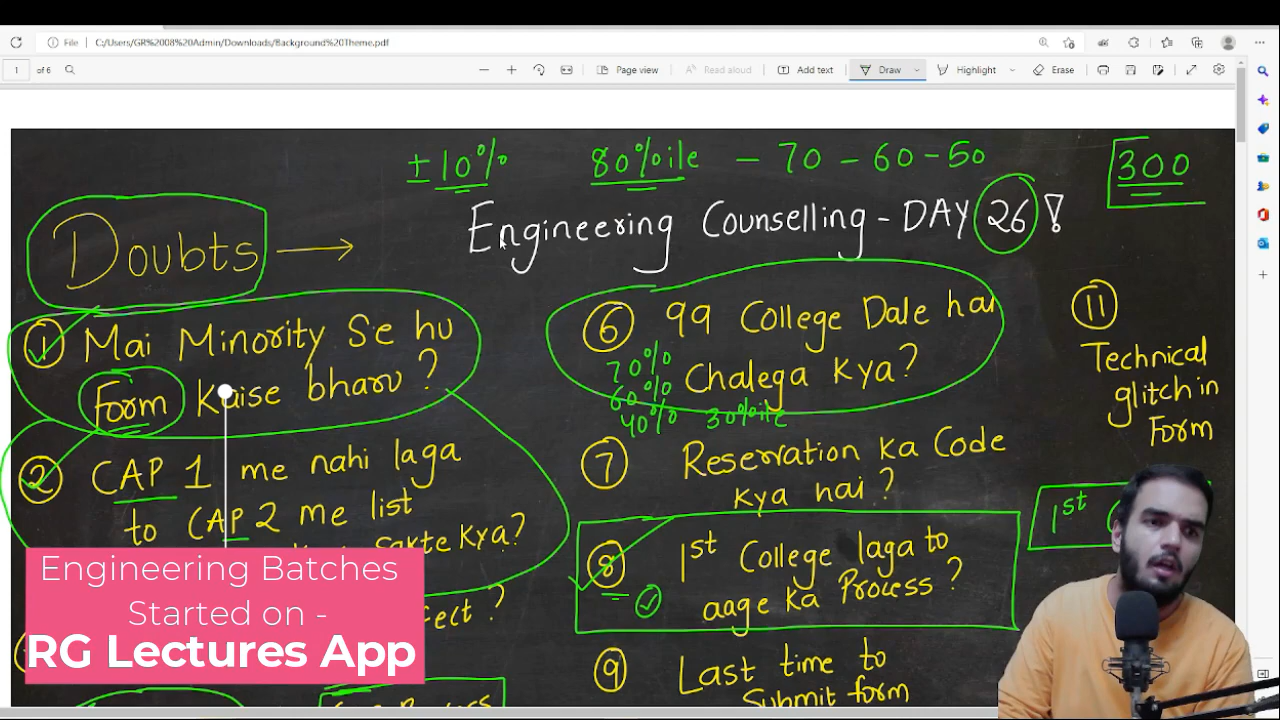 File C:/Users/GR%2008%20Admin/Downloads/Background%20Theme.pdf
1 of 6
Page view
Read aloud
Add text
Draw
Highlight
Erase
±10% 80%ile - 70 - 60 - 50
300
Engineering Counselling - DAY 26!
Doubts →
① Mai Minority Se hu
Form Kaise bharu ?
② CAP 1 me nahi laga
to CAP 2 me list
Sakte Kya?
fect ?
⑥ 99 College Dale hai
Chalega Kya?
70%
60%
40% 30%ile
⑦ Reservation Ka Code
Kya hai ?
⑧ 1st College laga to
aage Ka Process ?
⑨ Last time to
Submit form
⑪
Technical
glitch in
Form
1st
Engineering Batches
Started on -
RG Lectures App